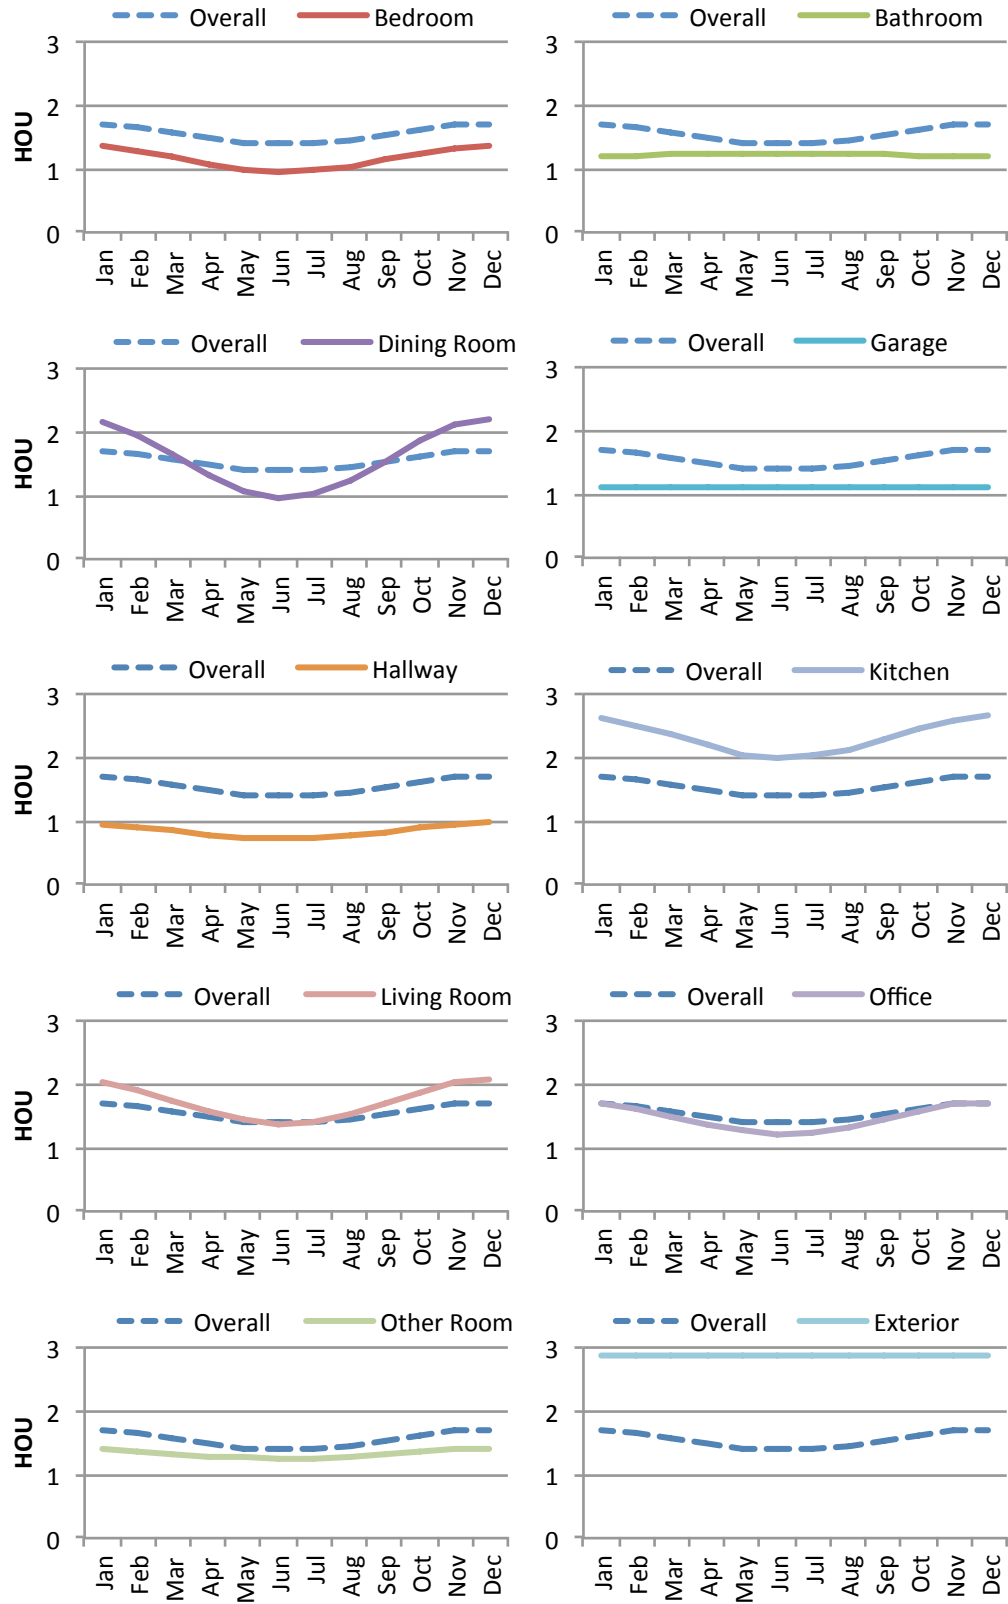 Overall Bedroom
3
2
1
0
HOU
Jan Feb Mar Apr May Jun Jul Aug Sep Oct Nov Dec
Overall Bathroom
3
2
1
0
Jan Feb Mar Apr May Jun Jul Aug Sep Oct Nov Dec
Overall Dining Room
3
2
1
0
HOU
Jan Feb Mar Apr May Jun Jul Aug Sep Oct Nov Dec
Overall Garage
3
2
1
0
Jan Feb Mar Apr May Jun Jul Aug Sep Oct Nov Dec
Overall Hallway
3
2
1
0
HOU
Jan Feb Mar Apr May Jun Jul Aug Sep Oct Nov Dec
Overall Kitchen
3
2
1
0
Jan Feb Mar Apr May Jun Jul Aug Sep Oct Nov Dec
Overall Living Room
3
2
1
0
HOU
Jan Feb Mar Apr May Jun Jul Aug Sep Oct Nov Dec
Overall Office
3
2
1
0
Jan Feb Mar Apr May Jun Jul Aug Sep Oct Nov Dec
Overall Other Room
3
2
1
0
HOU
Jan Feb Mar Apr May Jun Jul Aug Sep Oct Nov Dec
Overall Exterior
3
2
1
0
Jan Feb Mar Apr May Jun Jul Aug Sep Oct Nov Dec